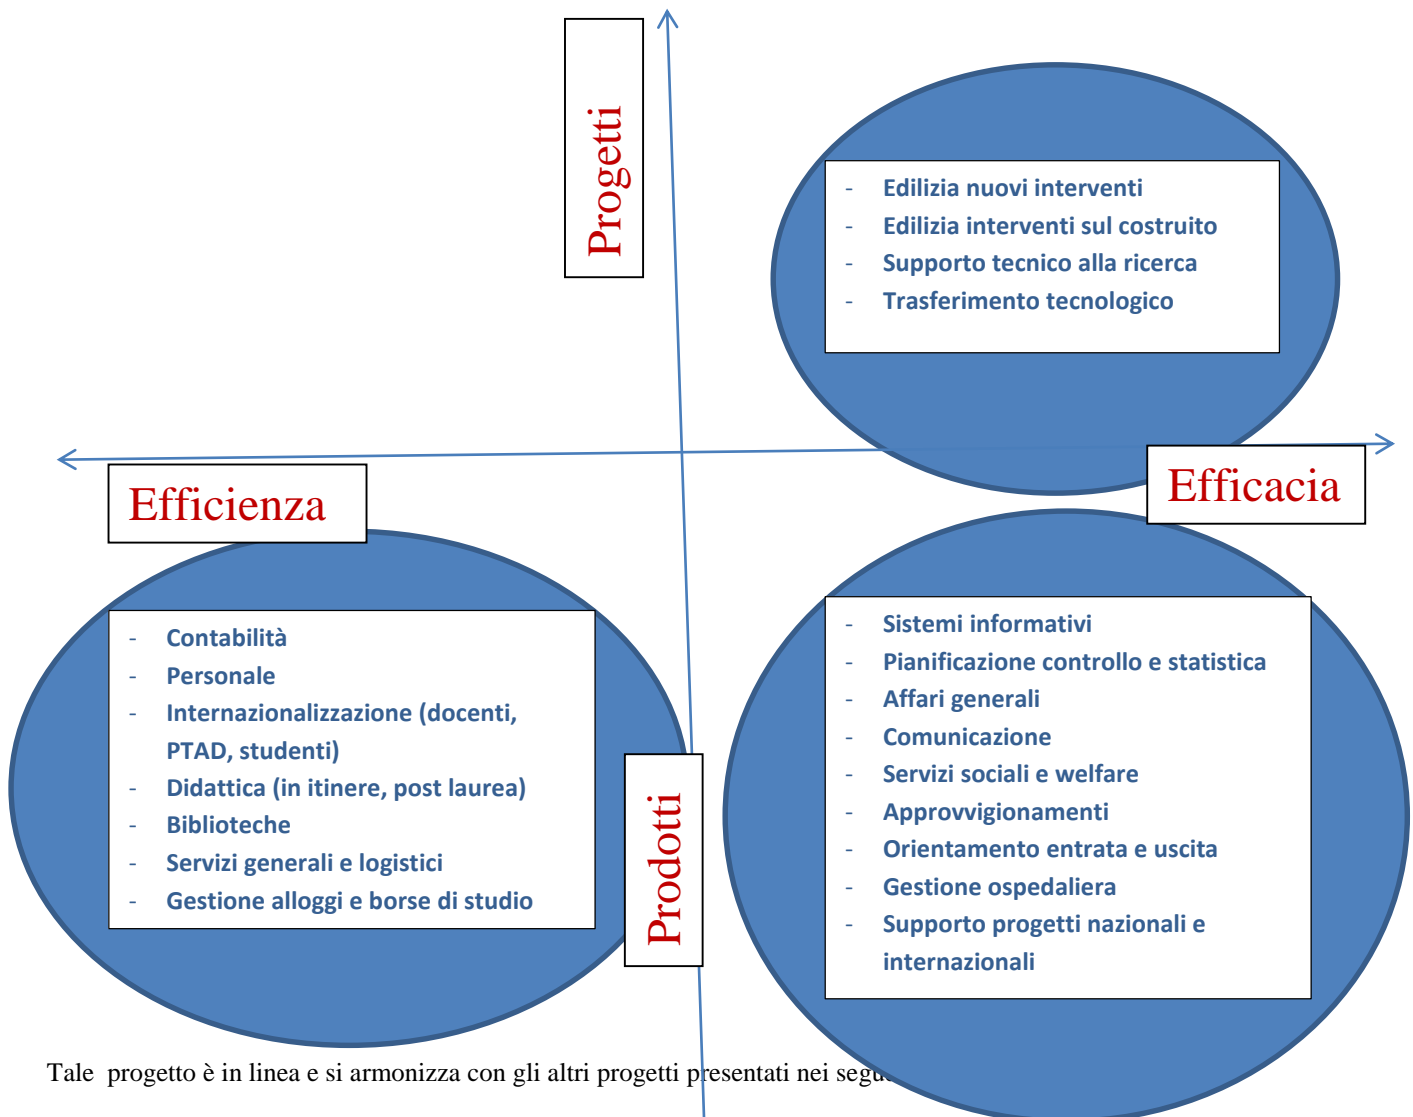 Progetti
- Edilizia nuovi interventi
- Edilizia interventi sul costruito
- Supporto tecnico alla ricerca
- Trasferimento tecnologico
Efficienza
Efficacia
- Contabilità
- Personale
- Internazionalizzazione (docenti,
PTAD, studenti)
- Didattica (in itinere, post laurea)
- Biblioteche
- Servizi generali e logistici
- Gestione alloggi e borse di studio
Prodotti
- Sistemi informativi
- Pianificazione controllo e statistica
- Affari generali
- Comunicazione
- Servizi sociali e welfare
- Approvvigionamenti
- Orientamento entrata e uscita
- Gestione ospedaliera
- Supporto progetti nazionali e
internazionali
Tale progetto è in linea e si armonizza con gli altri progetti presentati nei